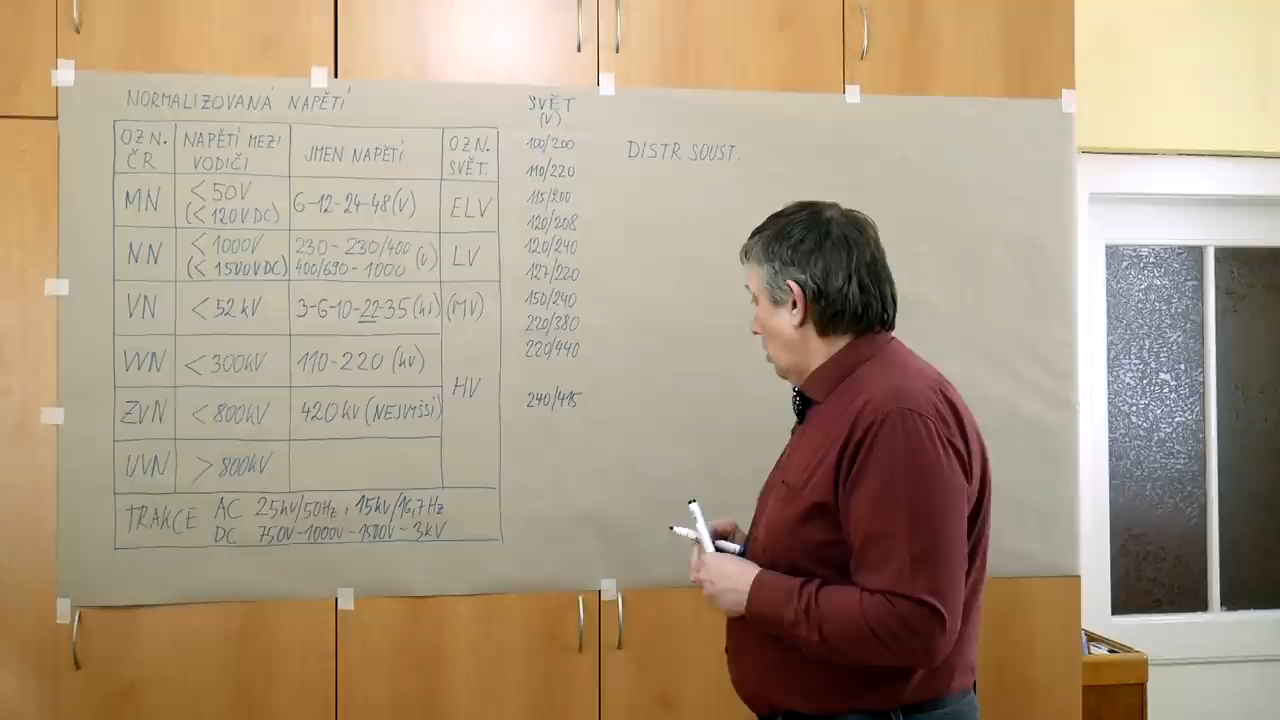 NORMALIZOVANÁ NAPĚTÍ
OZN. ČR NAPĚTÍ MEZI VODIČI JMEN NAPĚTÍ OZN. SVĚT.
MN <50V (<120V DC) 6-12-24-48(V) ELV
NN <1000V (<1500V DC) 230-230/400 400/690-1000 (V) LV
VN <52 kV 3-6-10-22-35 (kV) (MV)
VVN <300kV 110-220 (kV) HV
ZVN <800kV 420 kV (NEJVYŠŠÍ)
UVN >800kV
TRAKCE AC 25kV/50Hz, 15kV/16,7Hz
DC 750V-1000V-1500V-3kV
SVĚT
(V)
100/200
110/220
115/200
120/208
120/240
127/220
150/240
220/380
220/440
240/415
DISTR SOUST.